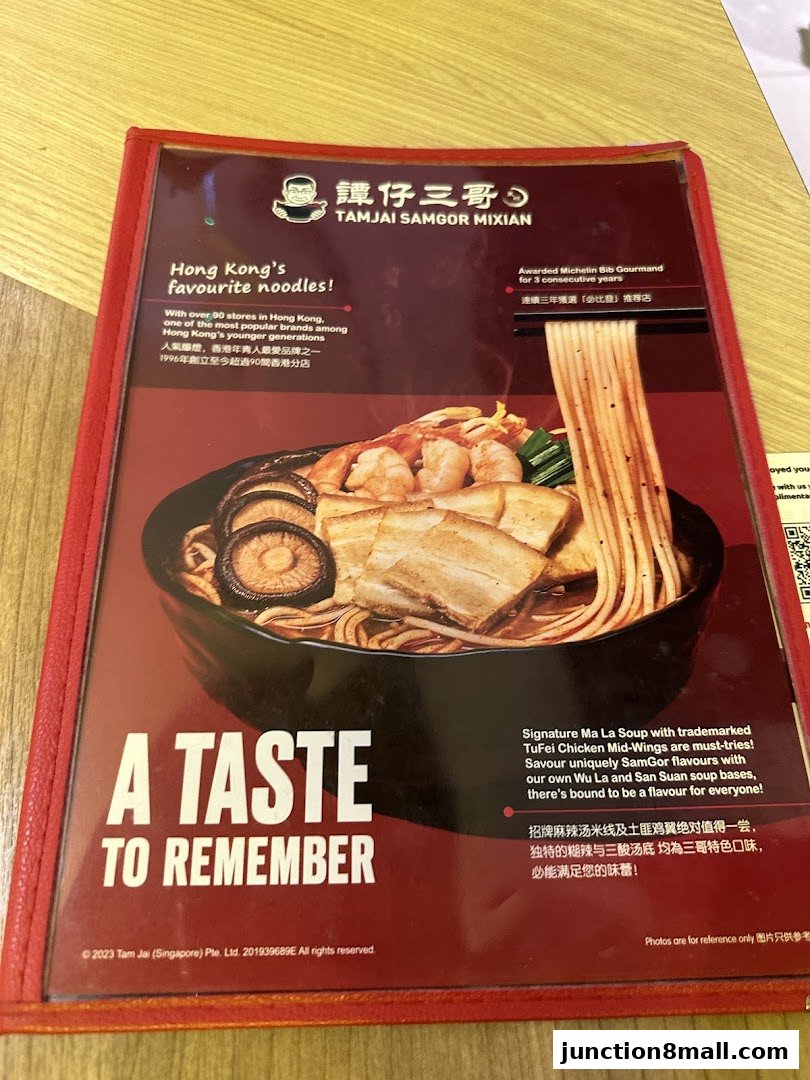 譚仔三哥
TAMJAI SAMGOR MIXIAN
Hong Kong's
favourite noodles!
With over 90 stores in Hong Kong,
one of the most popular brands among
Hong Kong's younger generations
人氣爆燈，香港年青人最愛品牌之一
1996年創立至今超過90間香港分店
Awarded Michelin Bib Gourmand
for 3 consecutive years
連續三年獲選「必比登」推荐店
A TASTE
TO REMEMBER
Signature Ma La Soup with trademarked
TuFei Chicken Mid-Wings are must-tries!
Savour uniquely SamGor flavours with
our own Wu La and San Suan soup bases,
there's bound to be a flavour for everyone!
招牌麻辣汤米线及土匪鸡翼绝对值得一尝，
独特的糊辣与三酸汤底 均為三哥特色口味，
必能满足您的味蕾！
© 2023 Tam Jai (Singapore) Pte. Ltd. 201939689E All rights reserved.
Photos are for reference only 图片只供参考
oyed you
with us
plimenta
junction8mall.com